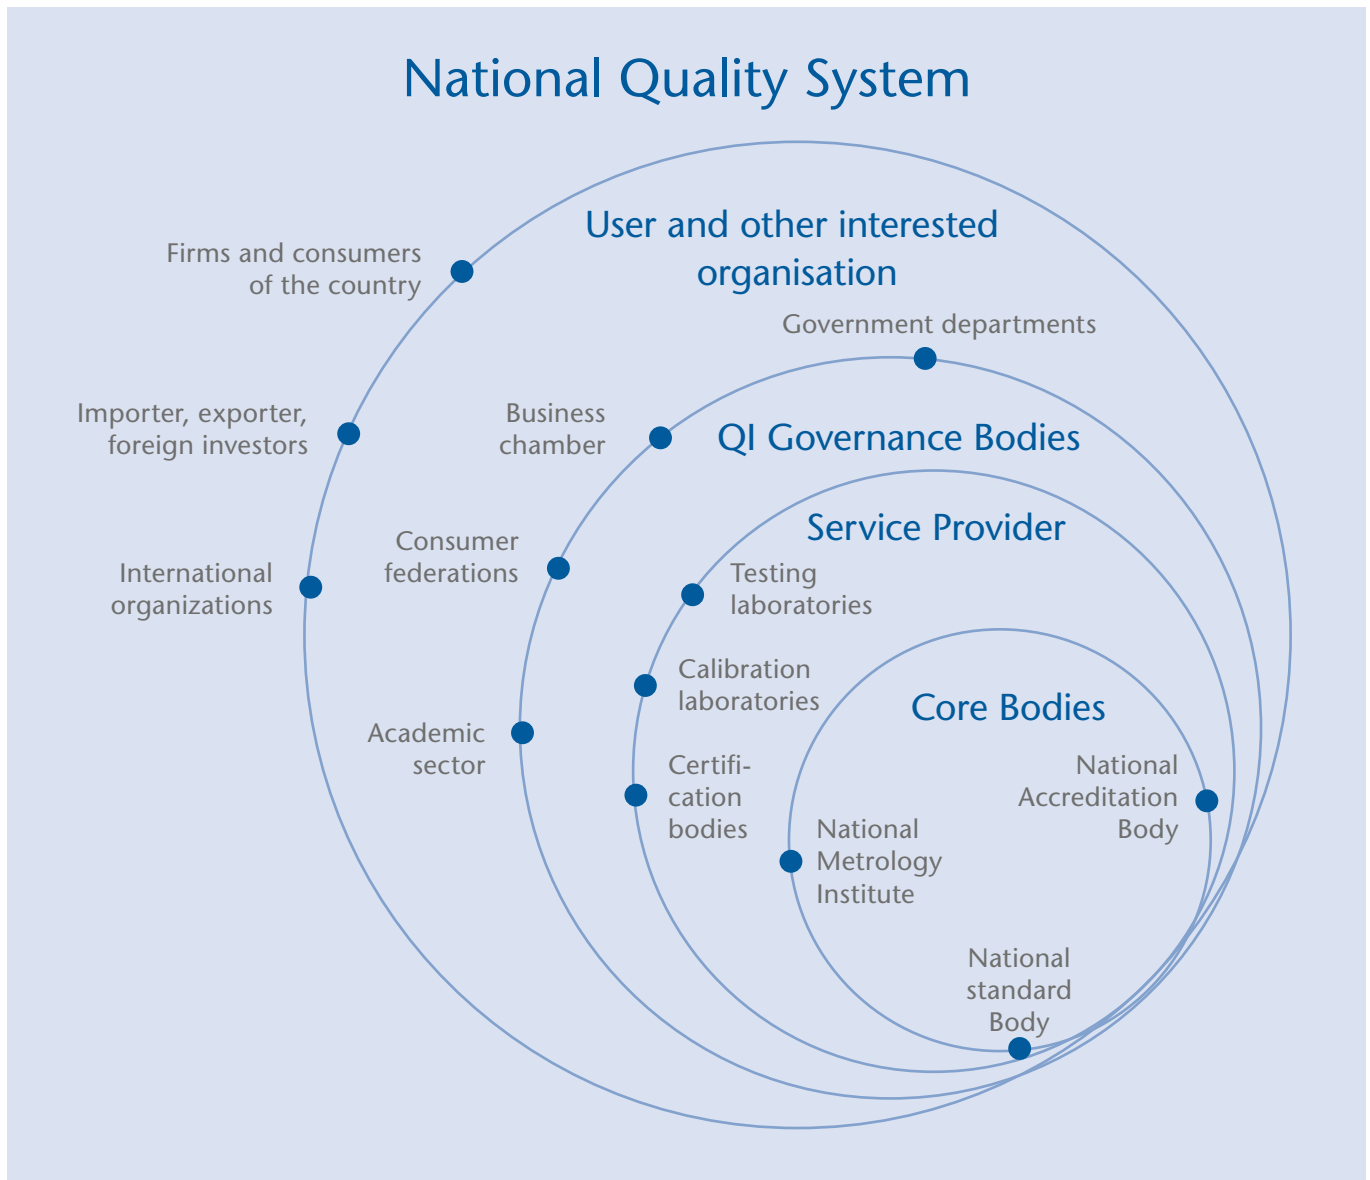 National Quality System
User and other interested
organisation
Firms and consumers
of the country
Importer, exporter,
foreign investors
International
organizations
Government departments
QI Governance Bodies
Business
chamber
Consumer
federations
Academic
sector
Service Provider
Testing
laboratories
Calibration
laboratories
Certifi-
cation
bodies
Core Bodies
National
Accreditation
Body
National
Metrology
Institute
National
standard
Body